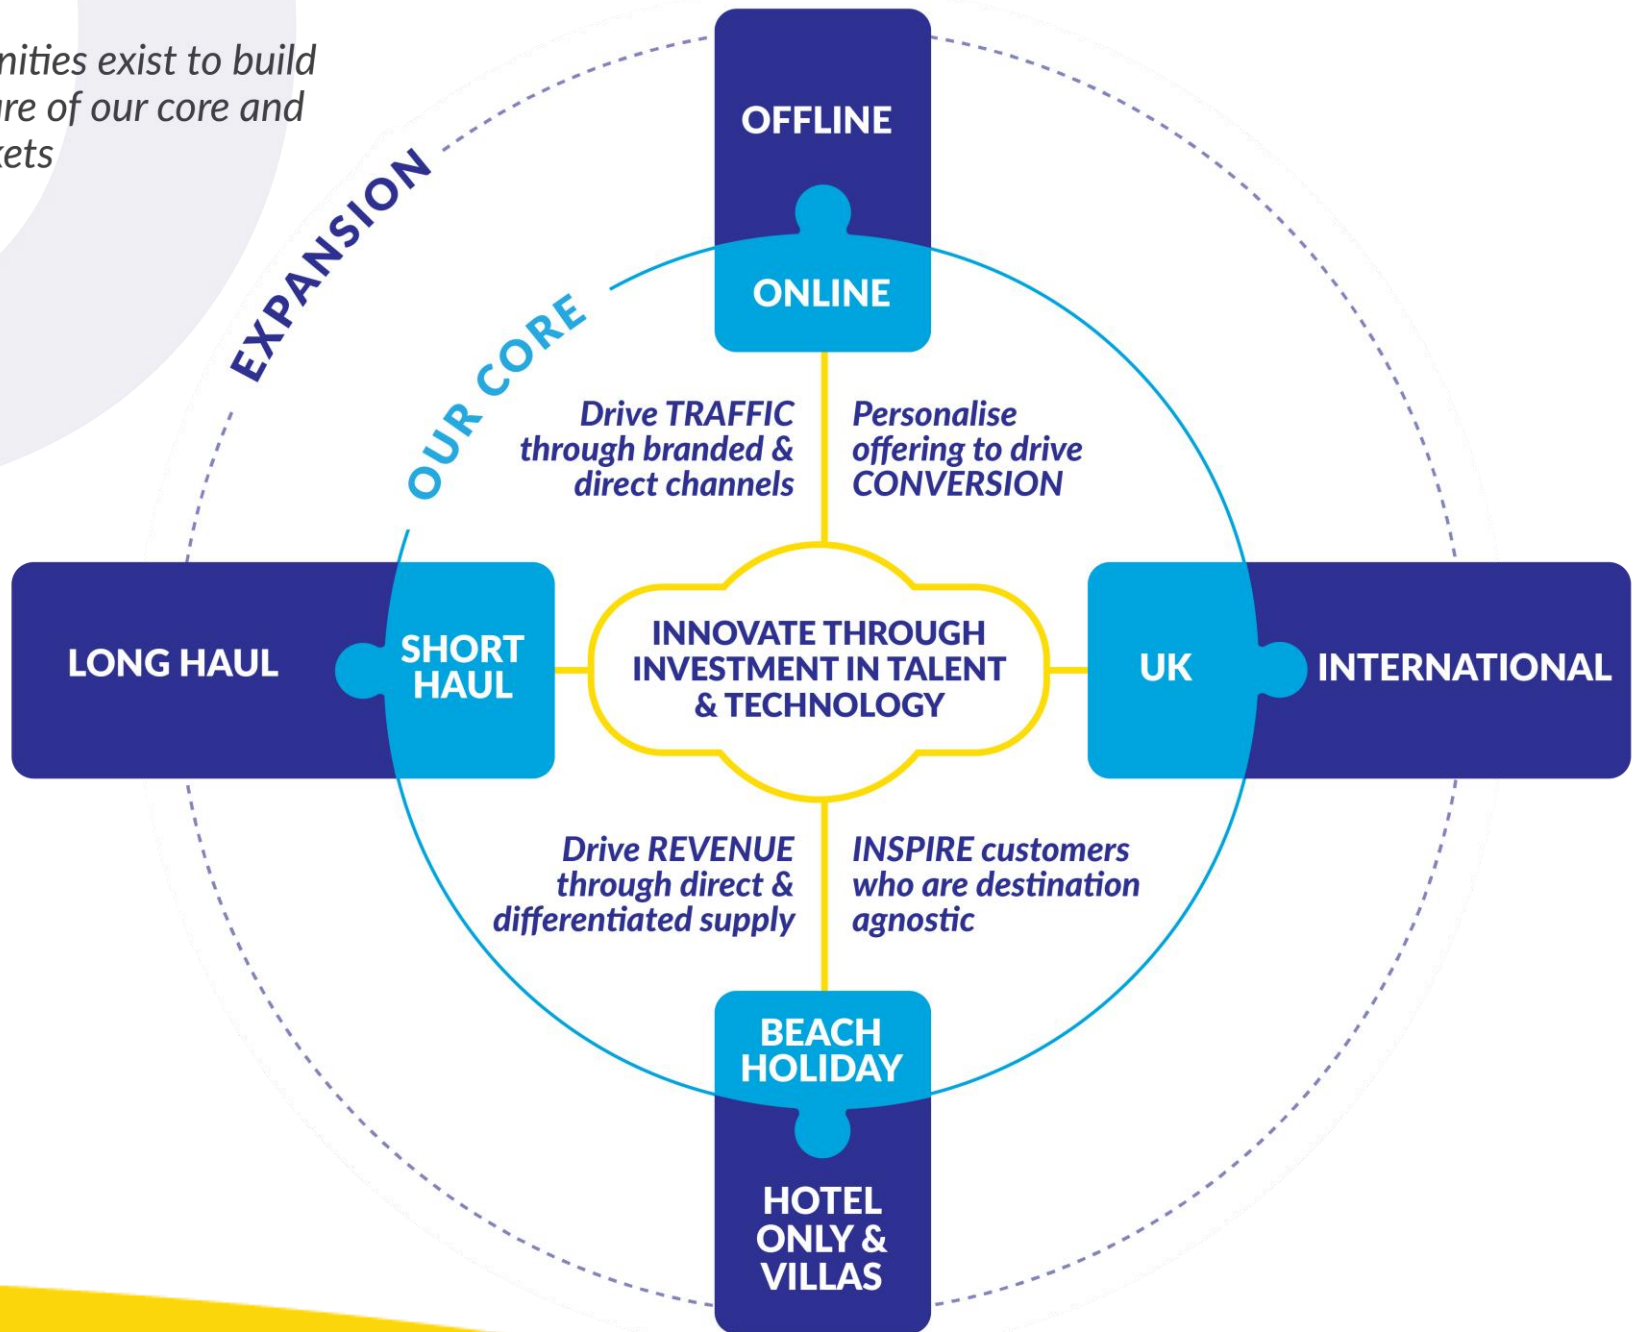 nities exist to build
are of our core and
kets
EXPANSION
OUR CORE
OFFLINE
ONLINE
Drive TRAFFIC
through branded &
direct channels
Personalise
offering to drive
CONVERSION
LONG HAUL
SHORT
HAUL
INNOVATE THROUGH
INVESTMENT IN TALENT
& TECHNOLOGY
UK
INTERNATIONAL
Drive REVENUE
through direct &
differentiated supply
INSPIRE customers
who are destination
agnostic
BEACH
HOLIDAY
HOTEL
ONLY &
VILLAS